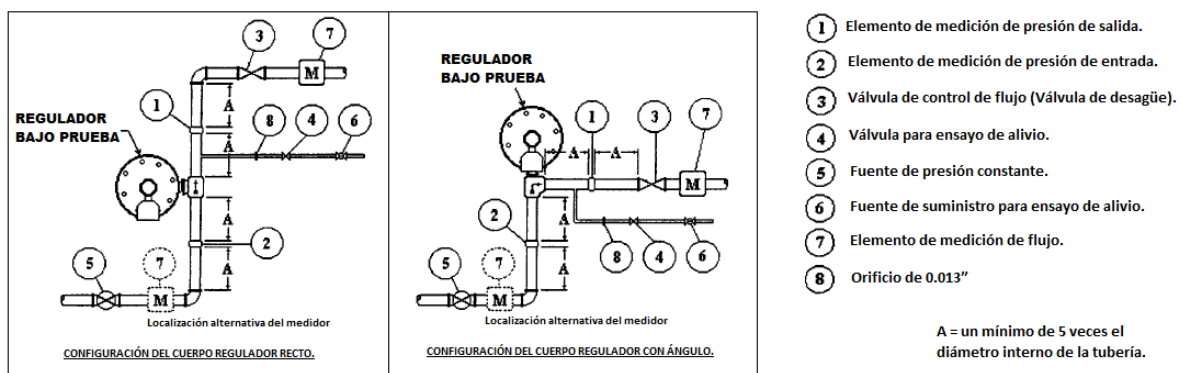 3
7
M
REGULADOR
BAJO PRUEBA
1
A
8
4
6
A
A
2
A
5
7
M
Localización alternativa del medidor
CONFIGURACIÓN DEL CUERPO REGULADOR RECTO.
REGULADOR
BAJO PRUEBA
1
3
7
A
A
M
2
A
8
4
6
A
5
7
M
Localización alternativa del medidor
CONFIGURACIÓN DEL CUERPO REGULADOR CON ÁNGULO.
1 Elemento de medición de presión de salida.
2 Elemento de medición de presión de entrada.
3 Válvula de control de flujo (Válvula de desagüe).
4 Válvula para ensayo de alivio.
5 Fuente de presión constante.
6 Fuente de suministro para ensayo de alivio.
7 Elemento de medición de flujo.
8 Orificio de 0.013”
A = un mínimo de 5 veces el
diámetro interno de la tubería.